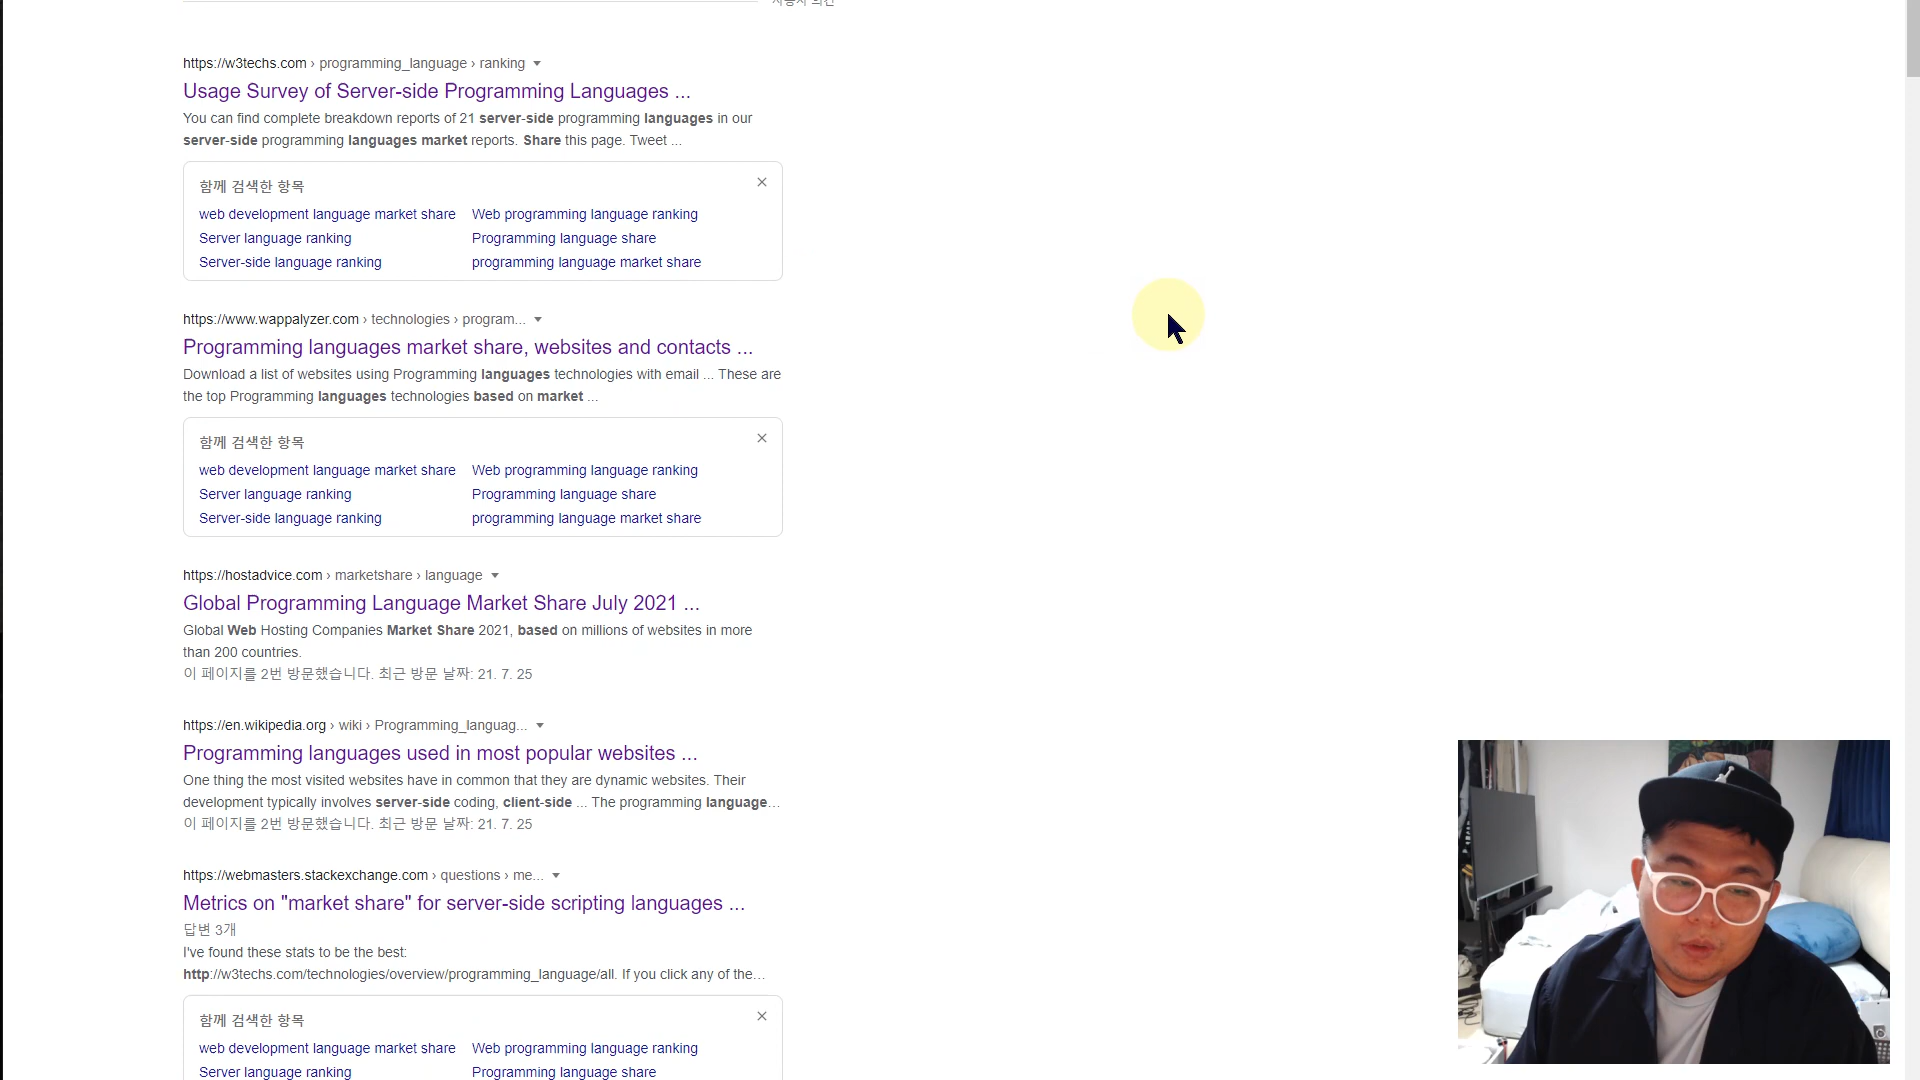 https://w3techs.com › programming_language › ranking
Usage Survey of Server-side Programming Languages ...
You can find complete breakdown reports of 21 server-side programming languages in our
server-side programming languages market reports. Share this page. Tweet ...
함께 검색한 항목
web development language market share Web programming language ranking
Server language ranking Programming language share
Server-side language ranking programming language market share
https://www.wappalyzer.com › technologies › program...
Programming languages market share, websites and contacts ...
Download a list of websites using Programming languages technologies with email ... These are
the top Programming languages technologies based on market ...
함께 검색한 항목
web development language market share Web programming language ranking
Server language ranking Programming language share
Server-side language ranking programming language market share
https://hostadvice.com › marketshare › language
Global Programming Language Market Share July 2021 ...
Global Web Hosting Companies Market Share 2021, based on millions of websites in more
than 200 countries.
이 페이지를 2번 방문했습니다. 최근 방문 날짜: 21. 7. 25
https://en.wikipedia.org › wiki › Programming_languag...
Programming languages used in most popular websites ...
One thing the most visited websites have in common that they are dynamic websites. Their
development typically involves server-side coding, client-side ... The programming language...
이 페이지를 2번 방문했습니다. 최근 방문 날짜: 21. 7. 25
https://webmasters.stackexchange.com › questions › me...
Metrics on "market share" for server-side scripting languages ...
답변 3개
I've found these stats to be the best:
http://w3techs.com/technologies/overview/programming_language/all. If you click any of the...
함께 검색한 항목
web development language market share Web programming language ranking
Server language ranking Programming language share